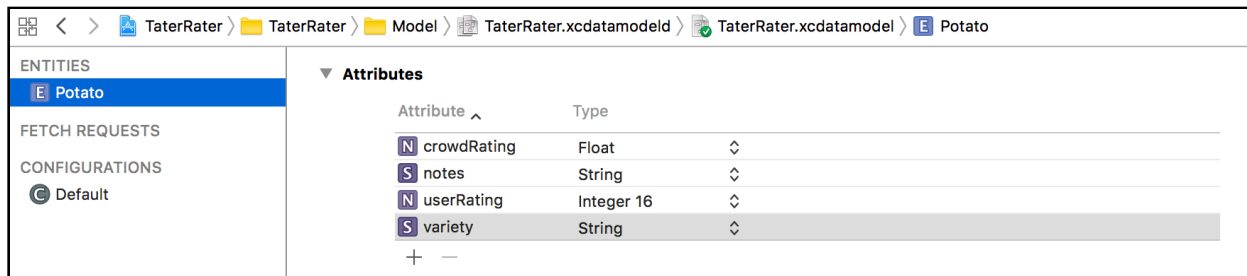 TaterRater TaterRater Model TaterRater.xcdatamodeld TaterRater.xcdatamodel E Potato
ENTITIES
E Potato
FETCH REQUESTS
CONFIGURATIONS
C Default
Attributes
Attribute Type
N crowdRating Float
S notes String
N userRating Integer 16
S variety String